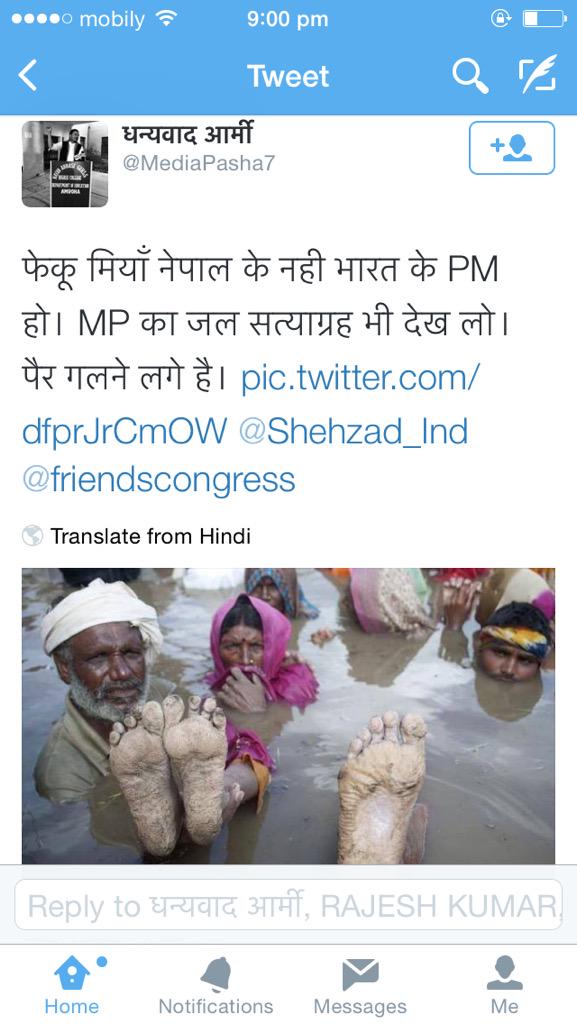 mobily 9:00 pm
Tweet
धन्यवाद आर्मी
@MediaPasha7
फेकू मियाँ नेपाल के नही भारत के PM
हो। MP का जल सत्याग्रह भी देख लो।
पैर गलने लगे है। pic.twitter.com/
dfprJrCmOW @Shehzad_Ind
@friendscongress
Translate from Hindi
Reply to धन्यवाद आर्मी, RAJESH KUMAR,
Home Notifications Messages Me